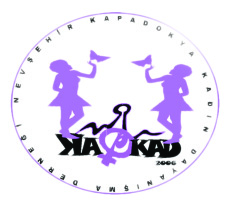 NEVŞEHİR KAPADOKYA KADIN DAYANIŞMA DERNEĞİ
KAPKAD
2006